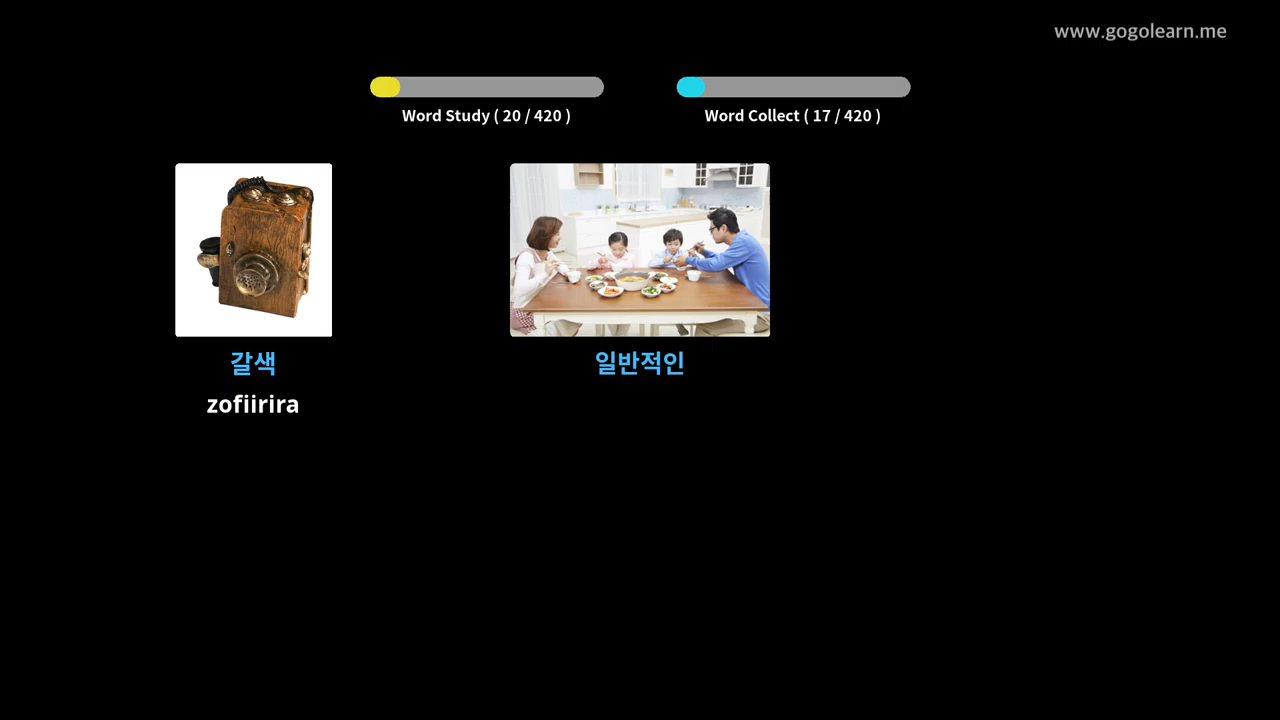 www.gogolearn.me
Word Study ( 20 / 420 )
Word Collect ( 17 / 420 )
갈색
zofiirira
일반적인